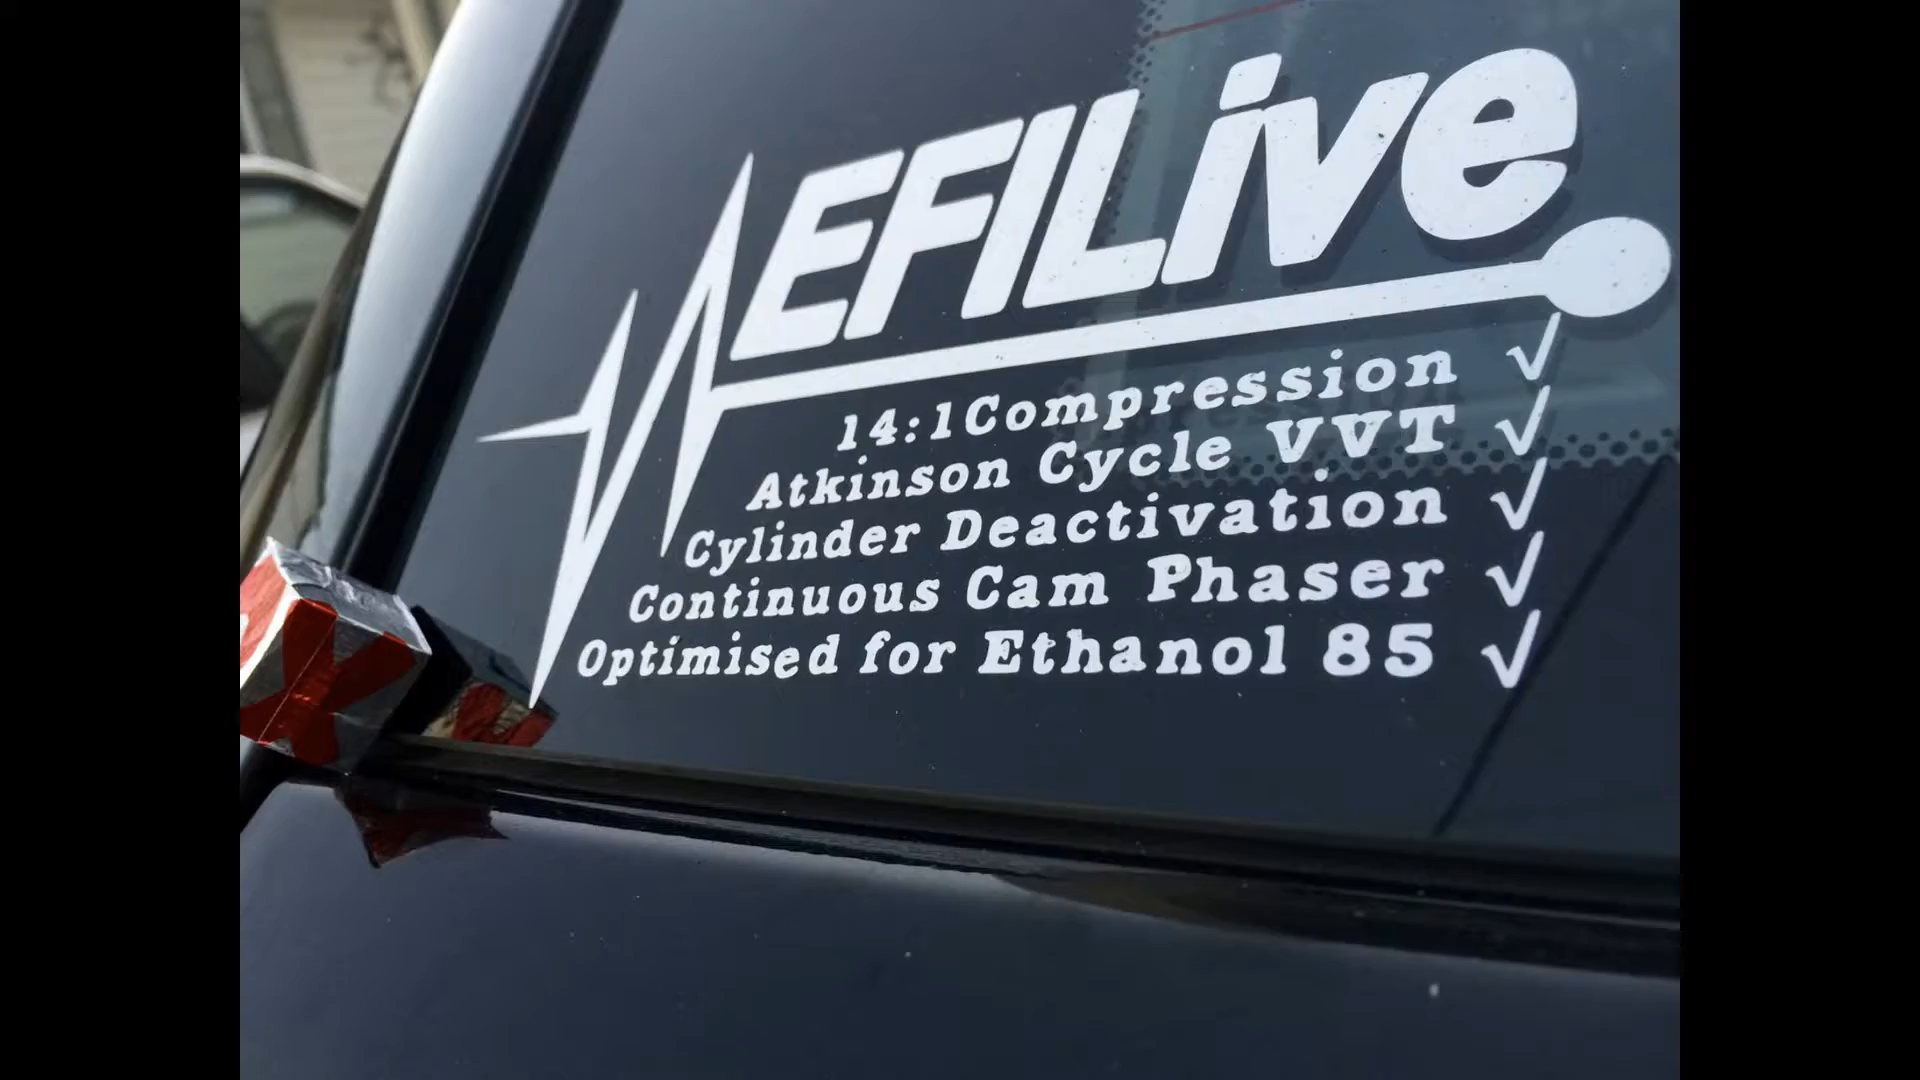 EFILive
14:1Compression √
Atkinson Cycle VVT √
Cylinder Deactivation √
Continuous Cam Phaser √
Optimised for Ethanol 85 √
X